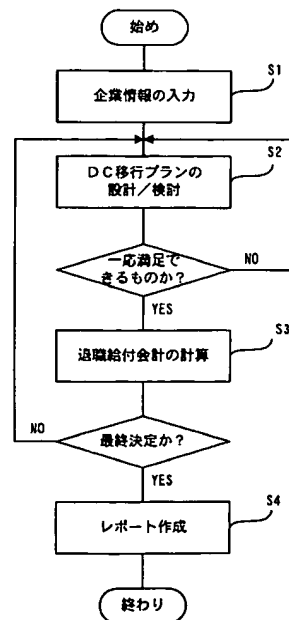 始め
S1
企業情報の入力
S2
DC移行プランの
設計/検討
一応満足で
きるものか?
NO
YES
S3
退職給付会計の計算
NO
最終決定か?
YES
S4
レポート作成
終わり